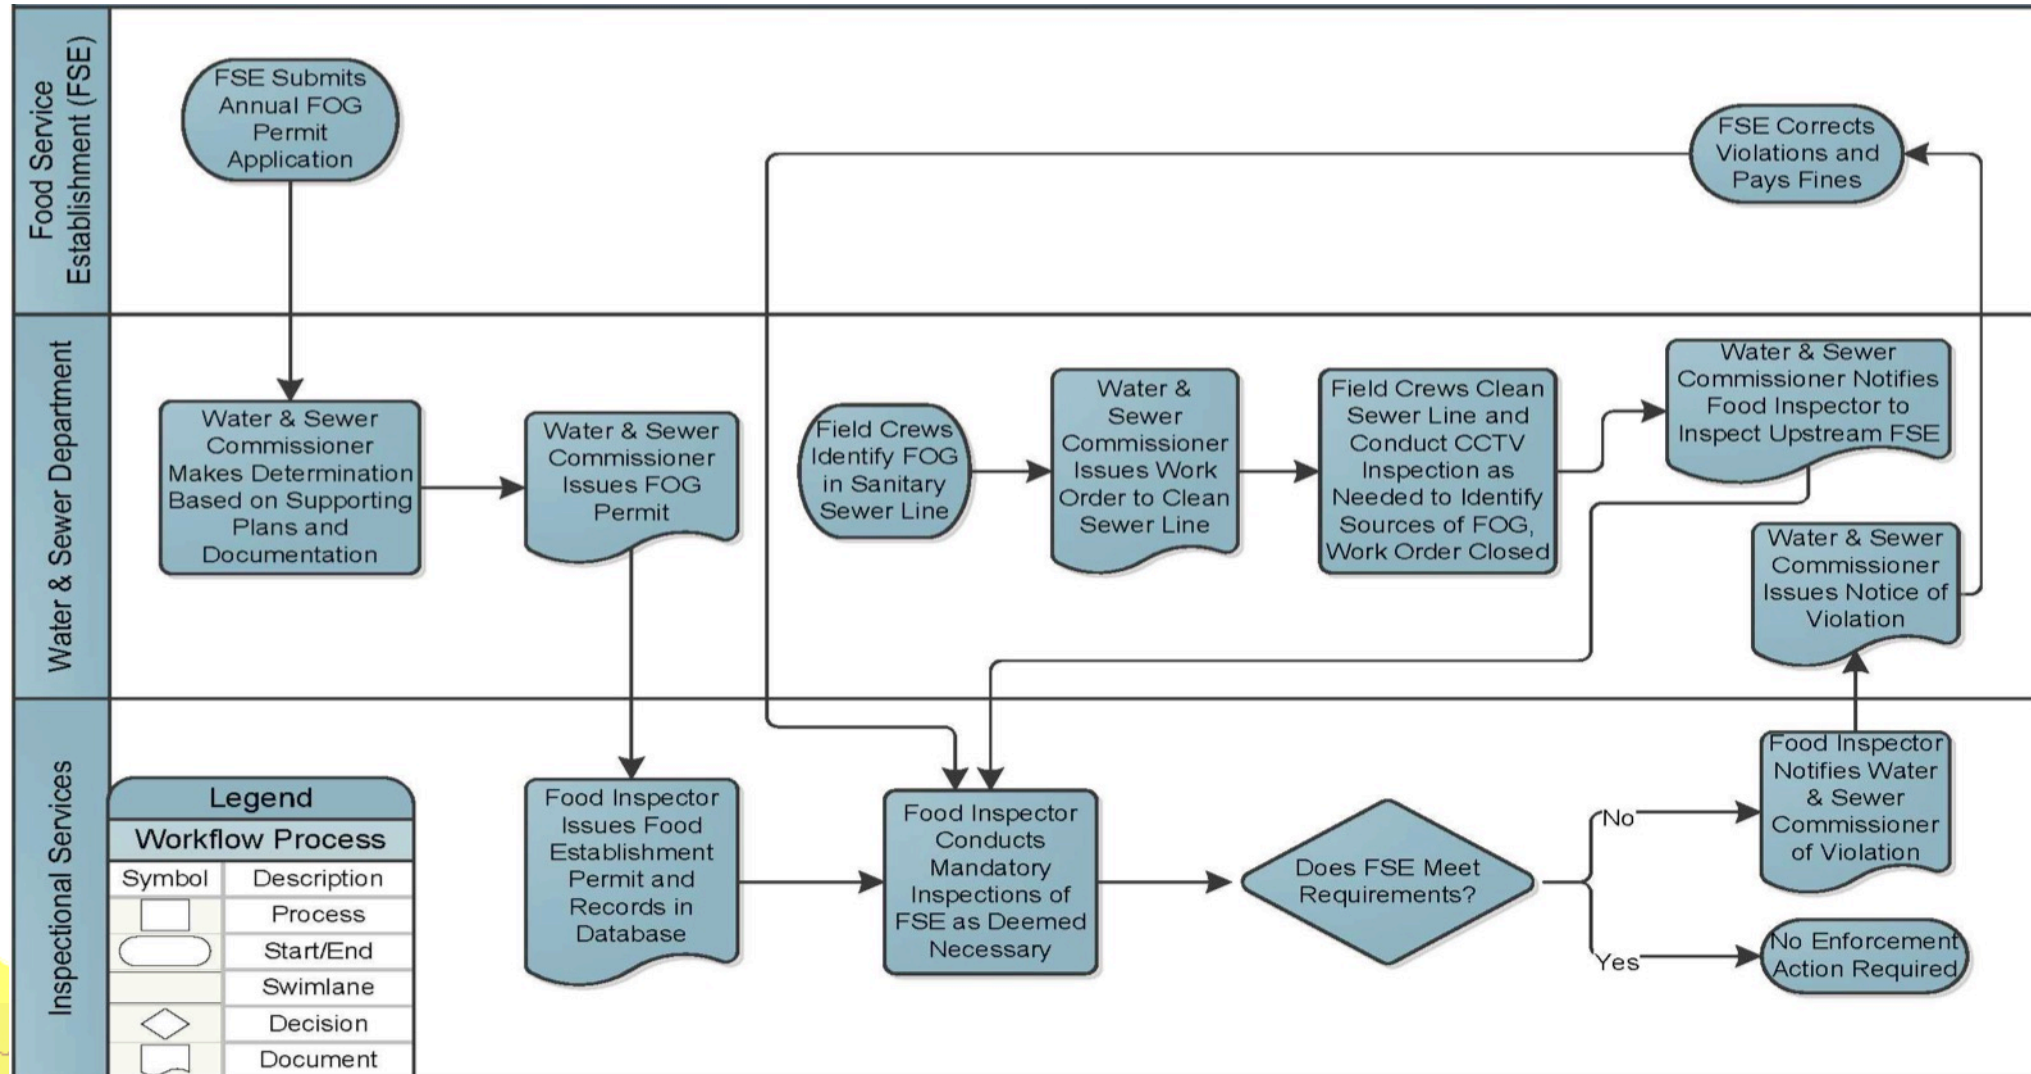 Food Service
Establishment (FSE)
FSE Submits
Annual FOG
Permit
Application
FSE Corrects
Violations and
Pays Fines
Water & Sewer Department
Water & Sewer
Commissioner
Makes Determination
Based on Supporting
Plans and
Documentation
Water & Sewer
Commissioner
Issues FOG
Permit
Field Crews
Identify FOG
in Sanitary
Sewer Line
Water &
Sewer
Commissioner
Issues Work
Order to Clean
Sewer Line
Field Crews Clean
Sewer Line and
Conduct CCTV
Inspection as
Needed to Identify
Sources of FOG,
Work Order Closed
Water & Sewer
Commissioner Notifies
Food Inspector to
Inspect Upstream FSE
Water & Sewer
Commissioner
Issues Notice of
Violation
Inspectional Services
Food Inspector
Issues Food
Establishment
Permit and
Records in
Database
Food Inspector
Conducts
Mandatory
Inspections of
FSE as Deemed
Necessary
Does FSE Meet
Requirements?
No
Yes
Food Inspector
Notifies Water
& Sewer
Commissioner
of Violation
No Enforcement
Action Required
Legend
Workflow Process
Symbol Description
Process
Start/End
Swimlane
Decision
Document